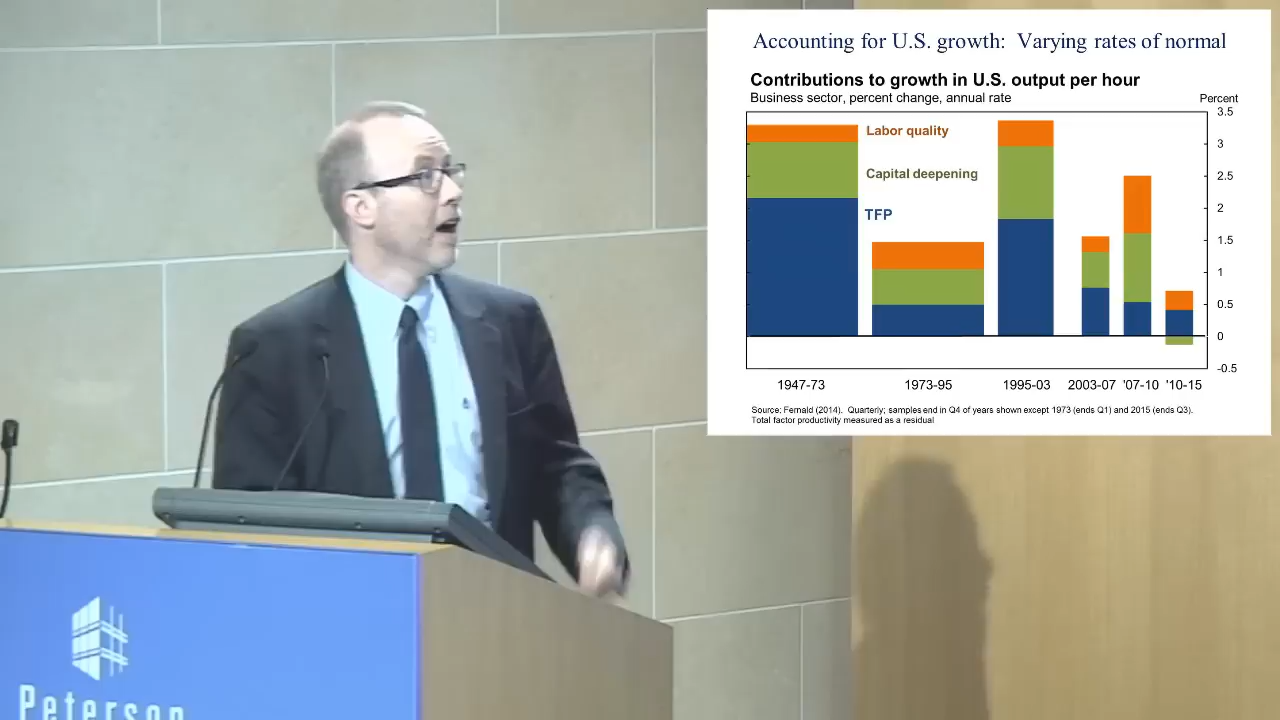 Accounting for U.S. growth: Varying rates of normal
Contributions to growth in U.S. output per hour
Business sector, percent change, annual rate
Percent
3.5
Labor quality
3
Capital deepening
2.5
TFP
2
1.5
1
0.5
0
-0.5
1947-73 1973-95 1995-03 2003-07 '07-10 '10-15
Source: Fernald (2014). Quarterly; samples end in Q4 of years shown except 1973 (ends Q1) and 2015 (ends Q3).
Total factor productivity measured as a residual
Peterson